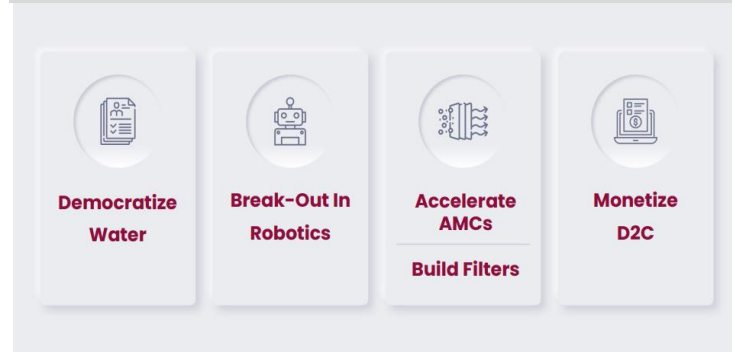 Democratize
Water
Break-Out In
Robotics
Accelerate
AMCs
Build Filters
Monetize
D2C